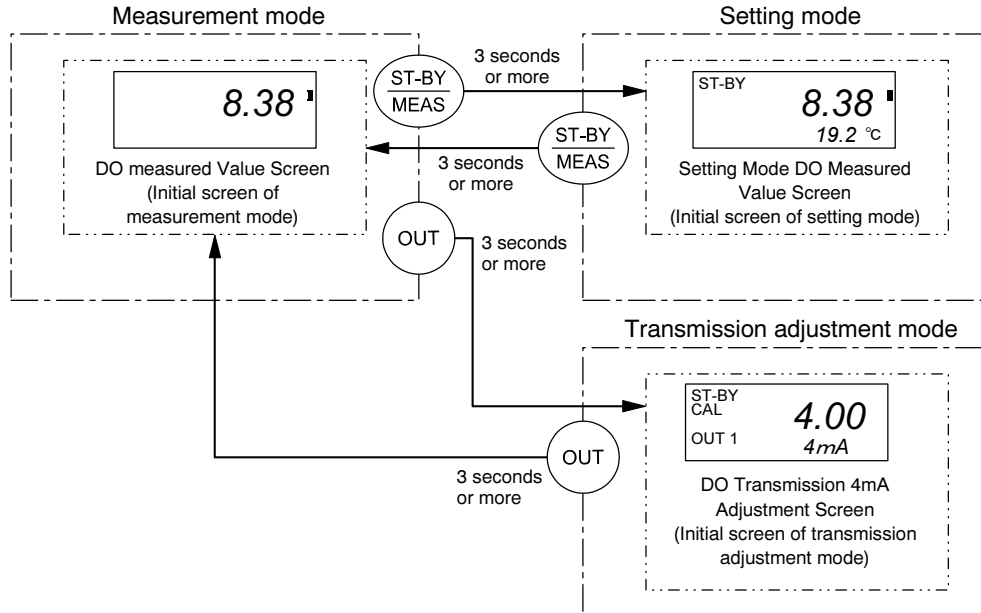 Measurement mode
8.38
DO measured Value Screen
(Initial screen of
measurement mode)
ST-BY
MEAS
3 seconds
or more
ST-BY
MEAS
3 seconds
or more
OUT
3 seconds
or more
Setting mode
ST-BY
8.38
19.2 °C
Setting Mode DO Measured
Value Screen
(Initial screen of setting mode)
Transmission adjustment mode
ST-BY
CAL
4.00
OUT 1
4mA
DO Transmission 4mA
Adjustment Screen
(Initial screen of transmission
adjustment mode)
OUT
3 seconds
or more